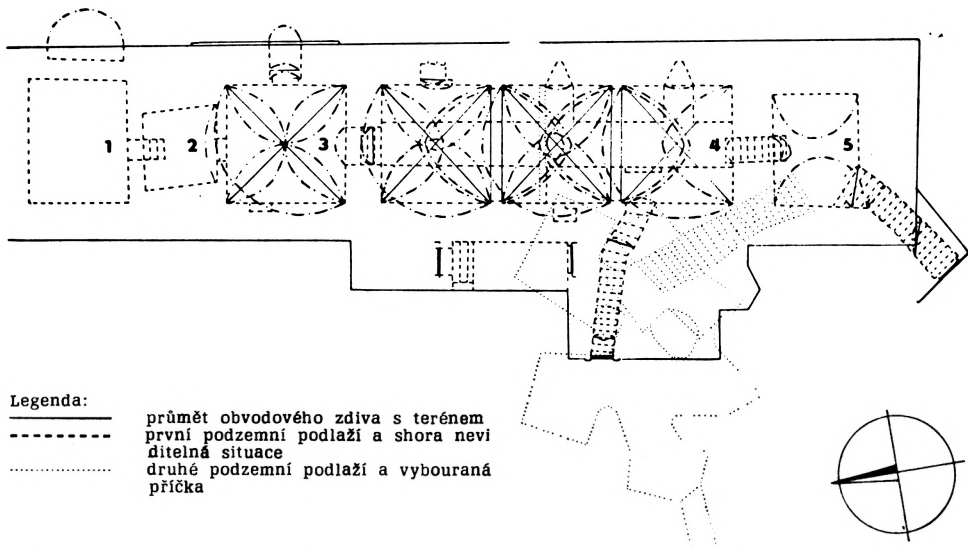 1 2 3 4 5
Legenda:
průmět obvodového zdiva s terénem
první podzemní podlaží a shora nevi
ditelná situace
druhé podzemní podlaží a vybouraná
příčka